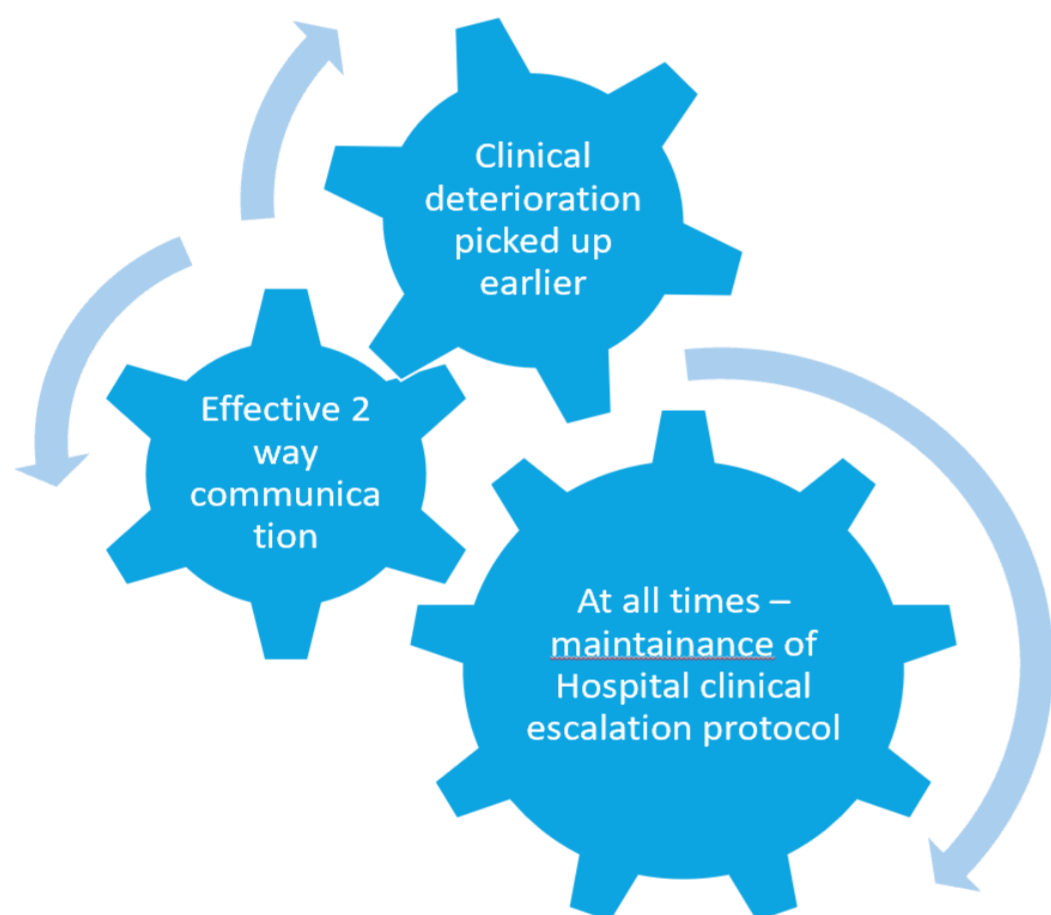 Clinical
deterioration
picked up
earlier
Effective 2
way
communica
tion
At all times –
maintainance of
Hospital clinical
escalation protocol